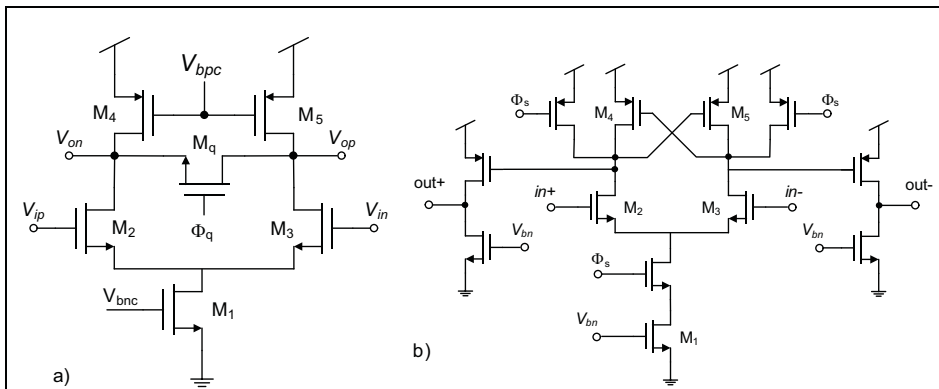 V_bpc
M4
M5
V_on
M_q
V_op
V_ip
M2
Φ_q
M3
V_in
V_bnc
M1
a)
Φ_s
M4
M5
Φ_s
out+
in+
in-
out-
M2
M3
V_bn
V_bn
Φ_s
V_bn
M1
b)